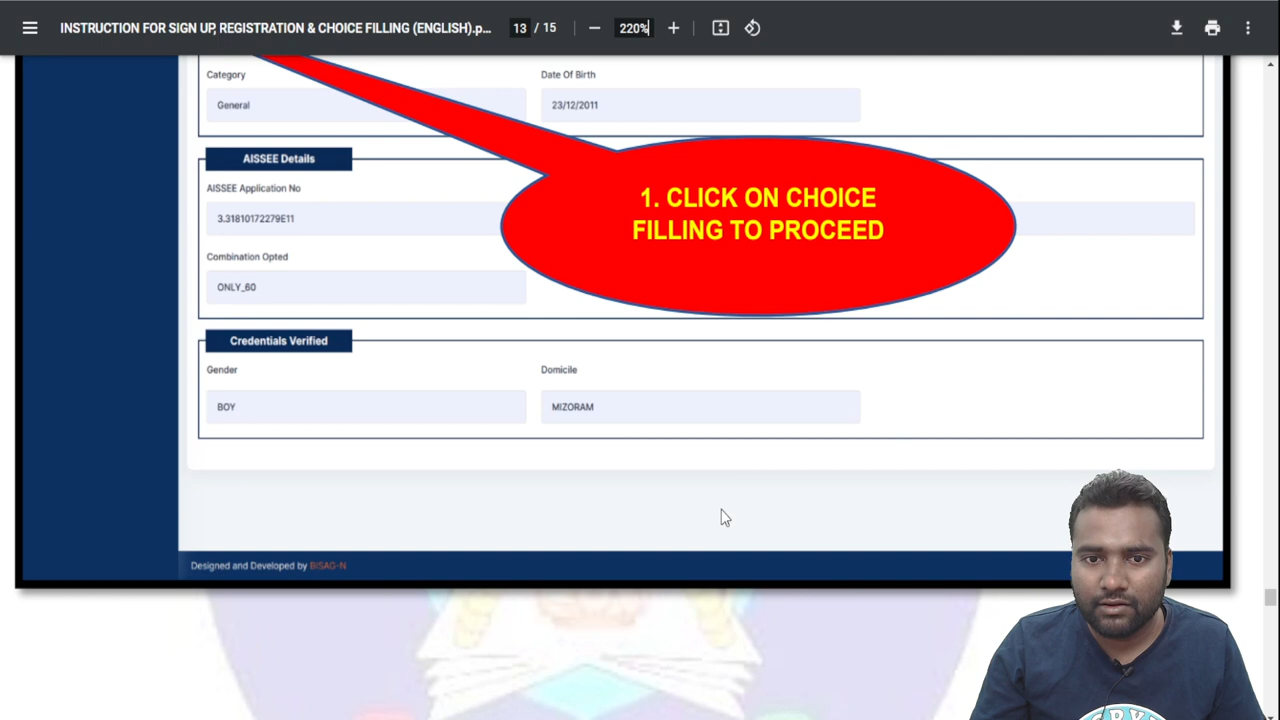 INSTRUCTION FOR SIGN UP, REGISTRATION & CHOICE FILLING (ENGLISH).p...
13 / 15
220%
Category
Date Of Birth
General
23/12/2011
AISSEE Details
AISSEE Application No
3.31810172279E11
1. CLICK ON CHOICE
FILLING TO PROCEED
Combination Opted
ONLY_60
Credentials Verified
Gender
Domicile
BOY
MIZORAM
Designed and Developed by BISAG-N